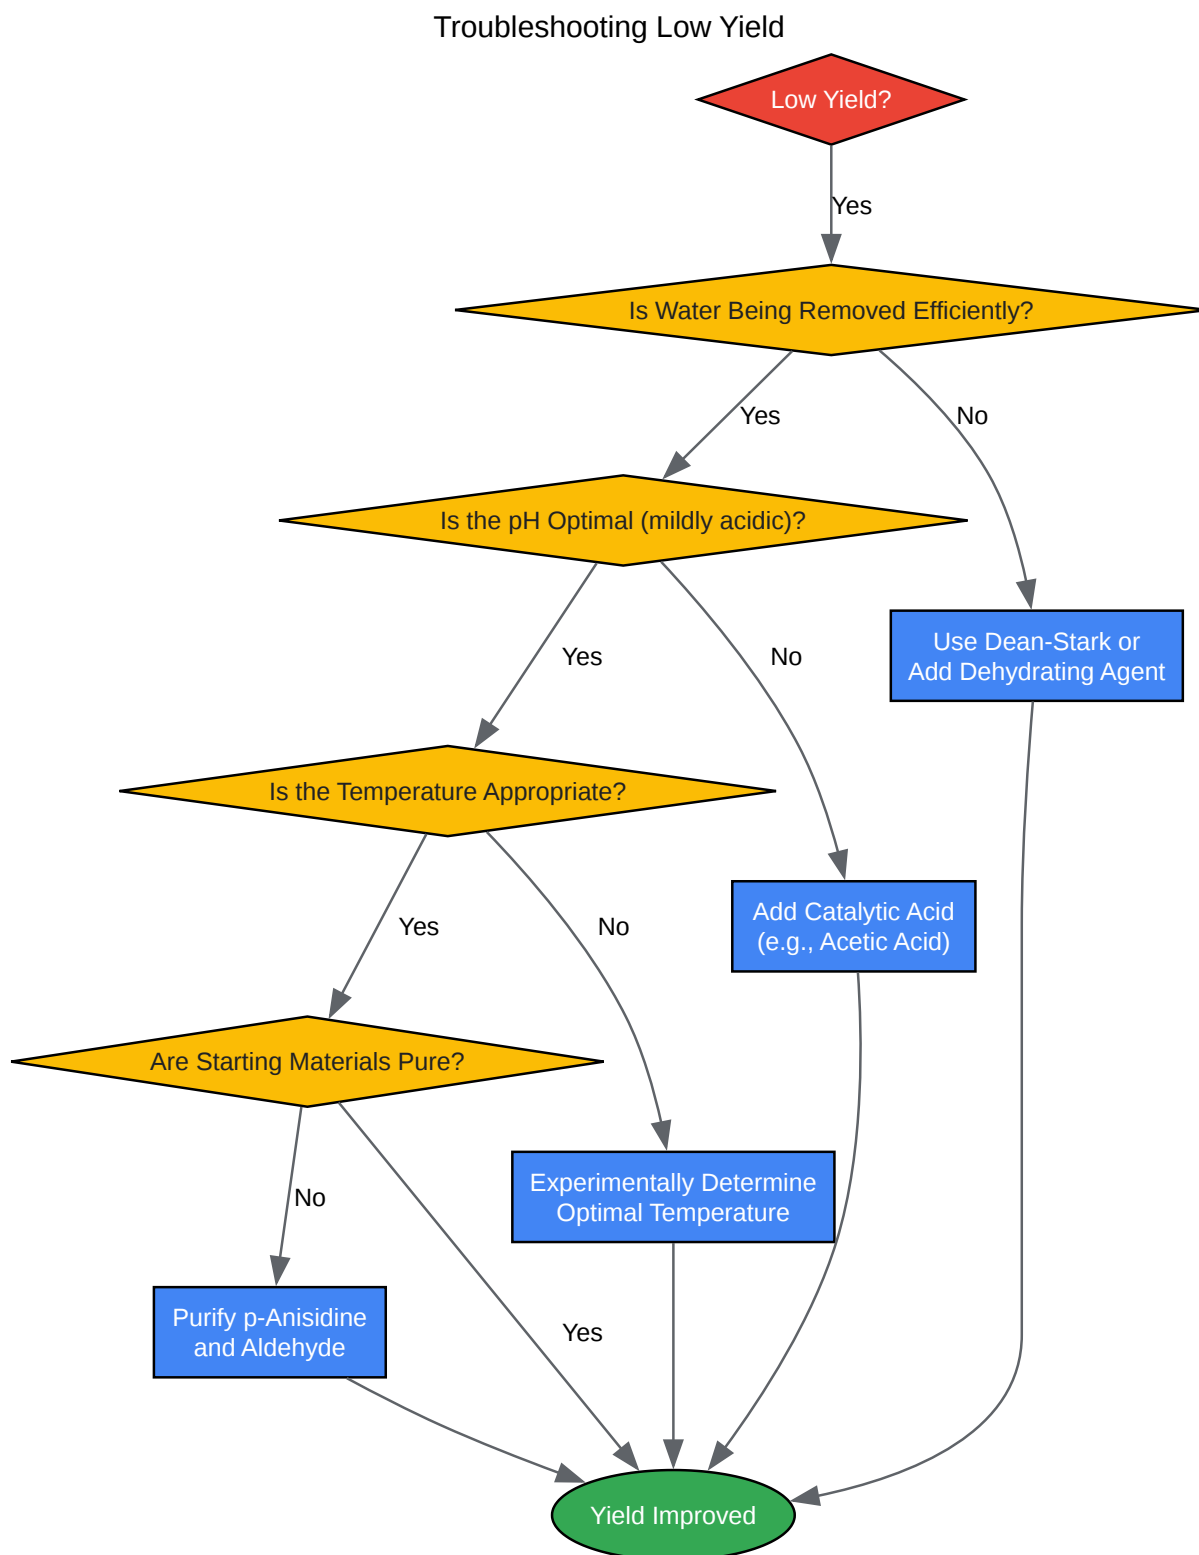 Troubleshooting Low Yield
Low Yield?
Yes
Is Water Being Removed Efficiently?
Yes
No
Is the pH Optimal (mildly acidic)?
Use Dean-Stark or
Add Dehydrating Agent
Yes
No
Is the Temperature Appropriate?
Add Catalytic Acid
(e.g., Acetic Acid)
Yes
No
Are Starting Materials Pure?
Experimentally Determine
Optimal Temperature
No
Purify p-Anisidine
and Aldehyde
Yes
Yield Improved